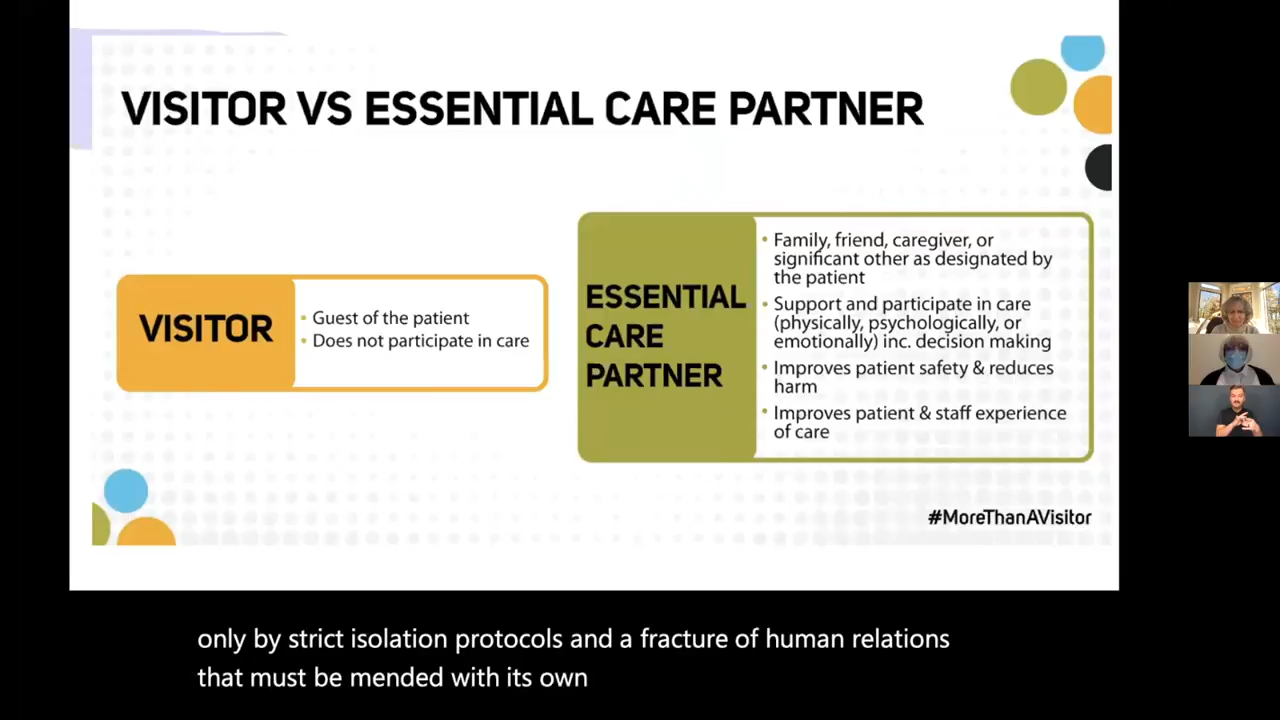 VISITOR VS ESSENTIAL CARE PARTNER
VISITOR
• Guest of the patient
• Does not participate in care
ESSENTIAL
CARE
PARTNER
• Family, friend, caregiver, or
significant other as designated by
the patient
• Support and participate in care
(physically, psychologically, or
emotionally) inc. decision making
• Improves patient safety & reduces
harm
• Improves patient & staff experience
of care
#MoreThanAVisitor
only by strict isolation protocols and a fracture of human relations
that must be mended with its own